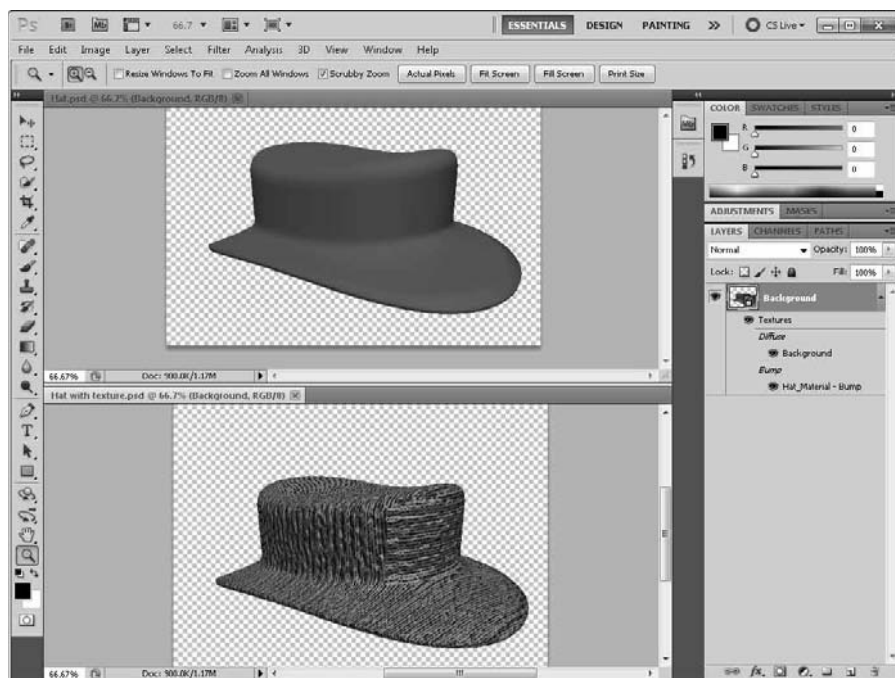 Ps Br Mb 66.7 ESSENTIALS DESIGN PAINTING >> CS Live
File Edit Image Layer Select Filter Analysis 3D View Window Help
Resize Windows To Fit Zoom All Windows Scrubby Zoom Actual Pixels Fit Screen Fill Screen Print Size
Hat.psd @ 66.7% (Background, RGB/8)
66.67% Doc: 900.0K/1.17M
Hat with texture.psd @ 66.7% (Background, RGB/8)
66.67% Doc: 900.0K/1.17M
Mb
COLOR SWATCHES STYLES
R 0
G 0
B 0
ADJUSTMENTS MASKS
LAYERS CHANNELS PATHS
Normal Opacity: 100%
Lock: Fill: 100%
Background
Textures
Diffuse
Background
Bump
Hat_Material - Bump